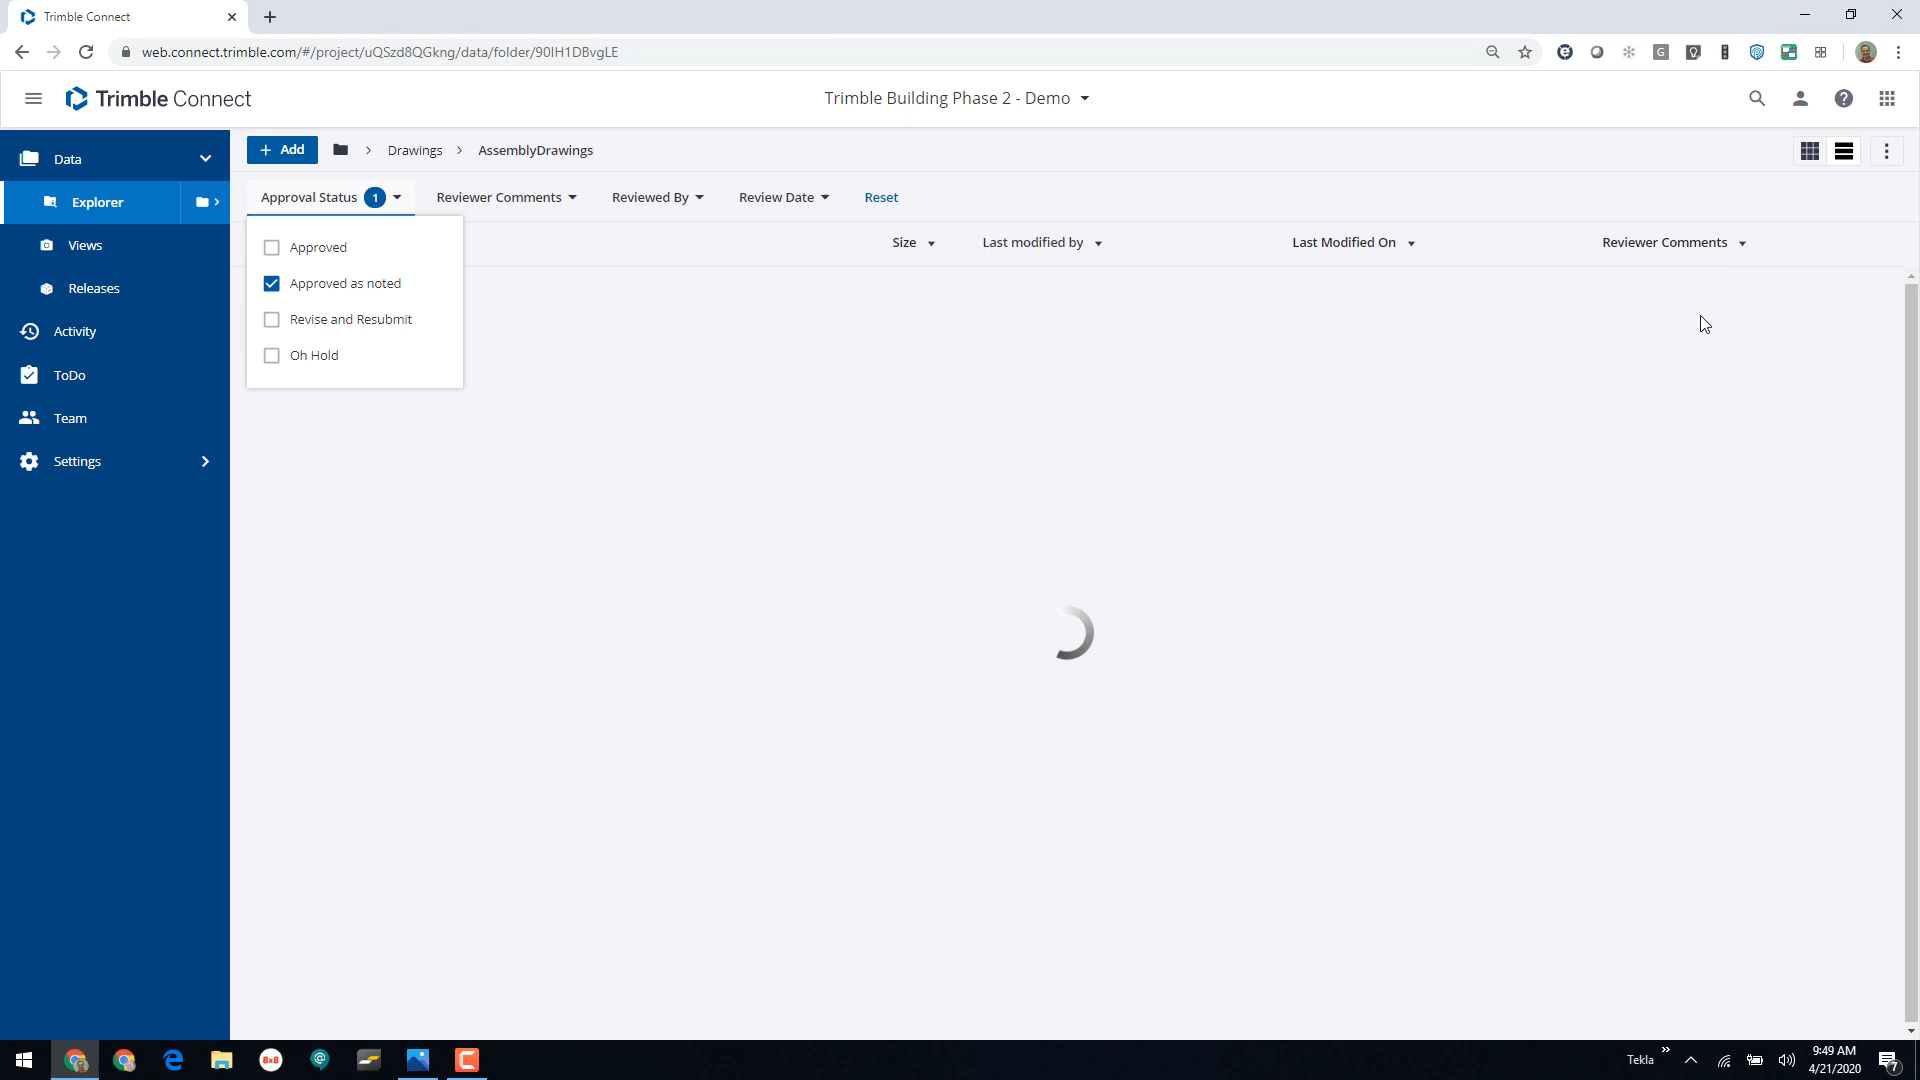 Trimble Connect
web.connect.trimble.com/#/project/uQSzd8QGkng/data/folder/90IH1DBvgLE
G
Trimble Connect
Trimble Building Phase 2 - Demo
Data
Add
Drawings
AssemblyDrawings
Explorer
Approval Status 1
Reviewer Comments
Reviewed By
Review Date
Reset
Views
Approved
Size
Last modified by
Last Modified On
Reviewer Comments
Releases
Approved as noted
Activity
Revise and Resubmit
ToDo
Oh Hold
Team
Settings
8x8
Tekla
9:49 AM
4/21/2020
7